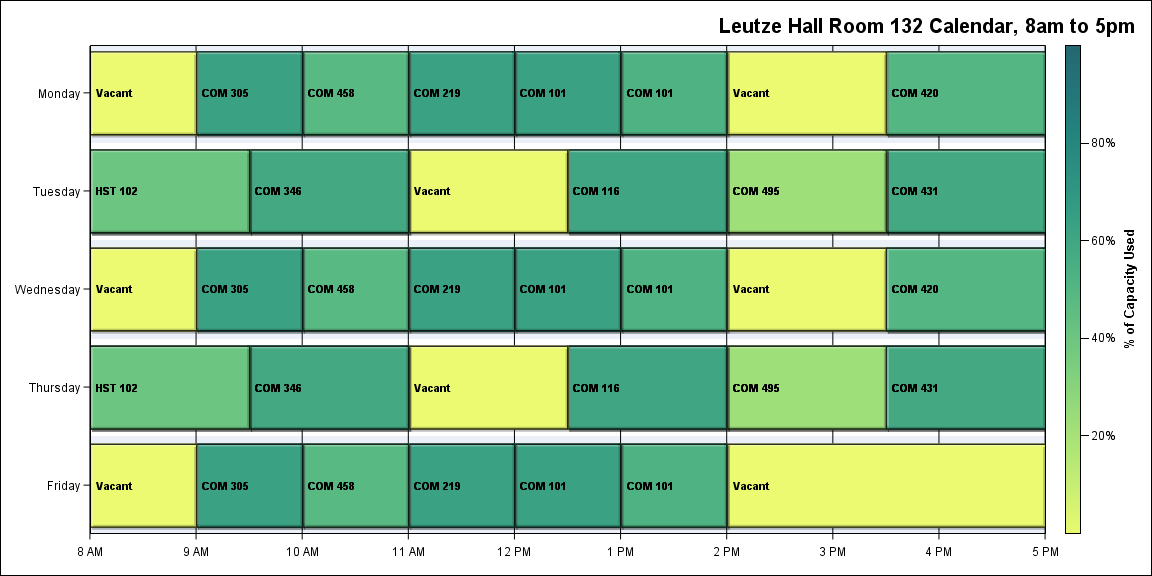 Leutze Hall Room 132 Calendar, 8am to 5pm
Monday
Vacant
COM 305
COM 458
COM 219
COM 101
COM 101
Vacant
COM 420
Tuesday
HST 102
COM 346
Vacant
COM 116
COM 495
COM 431
Wednesday
Vacant
COM 305
COM 458
COM 219
COM 101
COM 101
Vacant
COM 420
Thursday
HST 102
COM 346
Vacant
COM 116
COM 495
COM 431
Friday
Vacant
COM 305
COM 458
COM 219
COM 101
COM 101
Vacant
8 AM
9 AM
10 AM
11 AM
12 PM
1 PM
2 PM
3 PM
4 PM
5 PM
80%
60%
40%
20%
% of Capacity Used